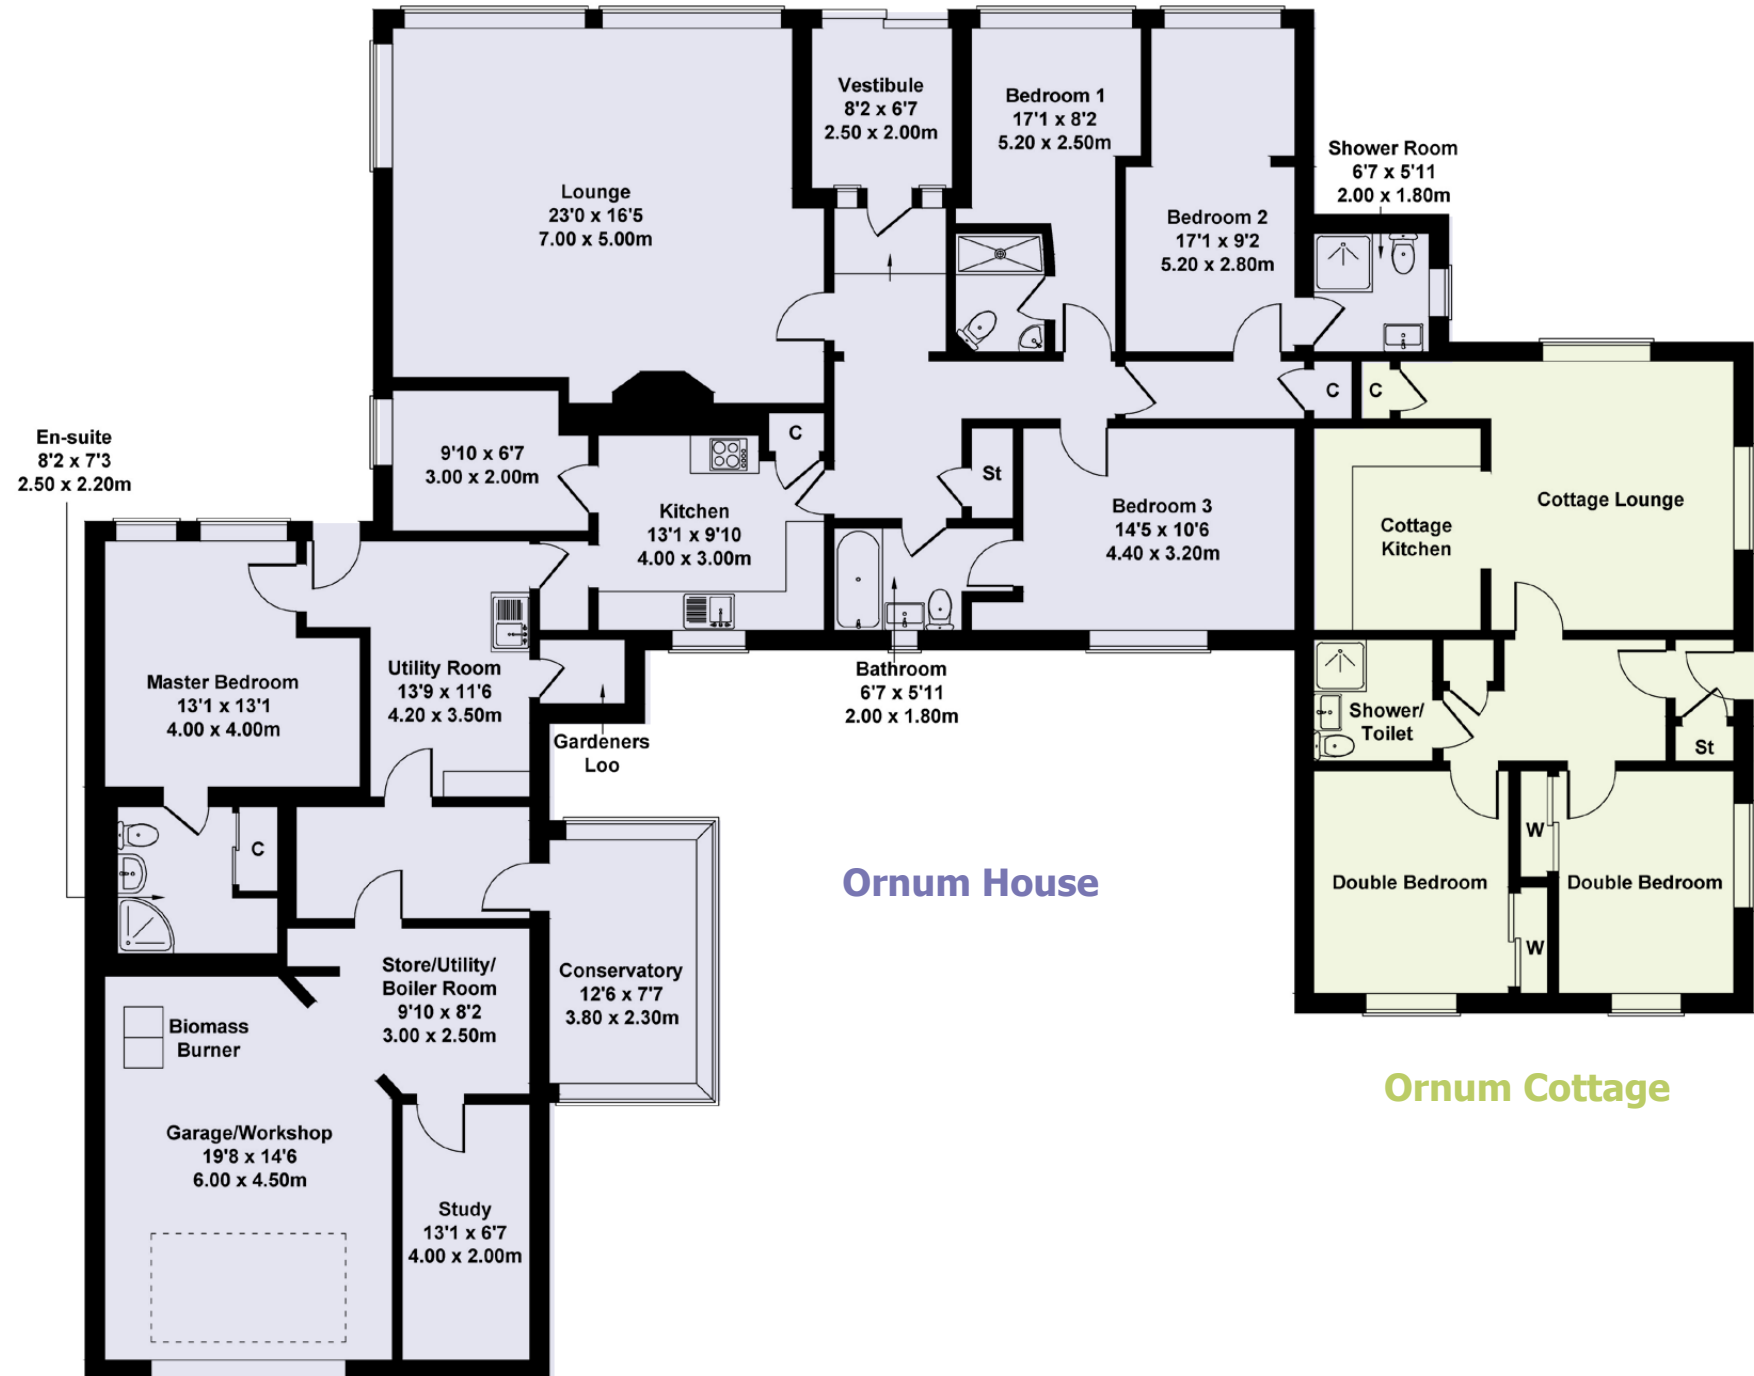 Vestibule
8'2 x 6'7
2.50 x 2.00m
Bedroom 1
17'1 x 8'2
5.20 x 2.50m
Shower Room
6'7 x 5'11
2.00 x 1.80m
Lounge
23'0 x 16'5
7.00 x 5.00m
Bedroom 2
17'1 x 9'2
5.20 x 2.80m
C
C
En-suite
8'2 x 7'3
2.50 x 2.20m
9'10 x 6'7
3.00 x 2.00m
C
Kitchen
13'1 x 9'10
4.00 x 3.00m
St
Bedroom 3
14'5 x 10'6
4.40 x 3.20m
Cottage Lounge
Cottage
Kitchen
Master Bedroom
13'1 x 13'1
4.00 x 4.00m
Utility Room
13'9 x 11'6
4.20 x 3.50m
Gardeners
Loo
Bathroom
6'7 x 5'11
2.00 x 1.80m
Shower/
Toilet
St
C
Ornum House
W
Double Bedroom
Double Bedroom
W
Store/Utility/
Boiler Room
9'10 x 8'2
3.00 x 2.50m
Conservatory
12'6 x 7'7
3.80 x 2.30m
Biomass
Burner
Ornum Cottage
Garage/Workshop
19'8 x 14'6
6.00 x 4.50m
Study
13'1 x 6'7
4.00 x 2.00m